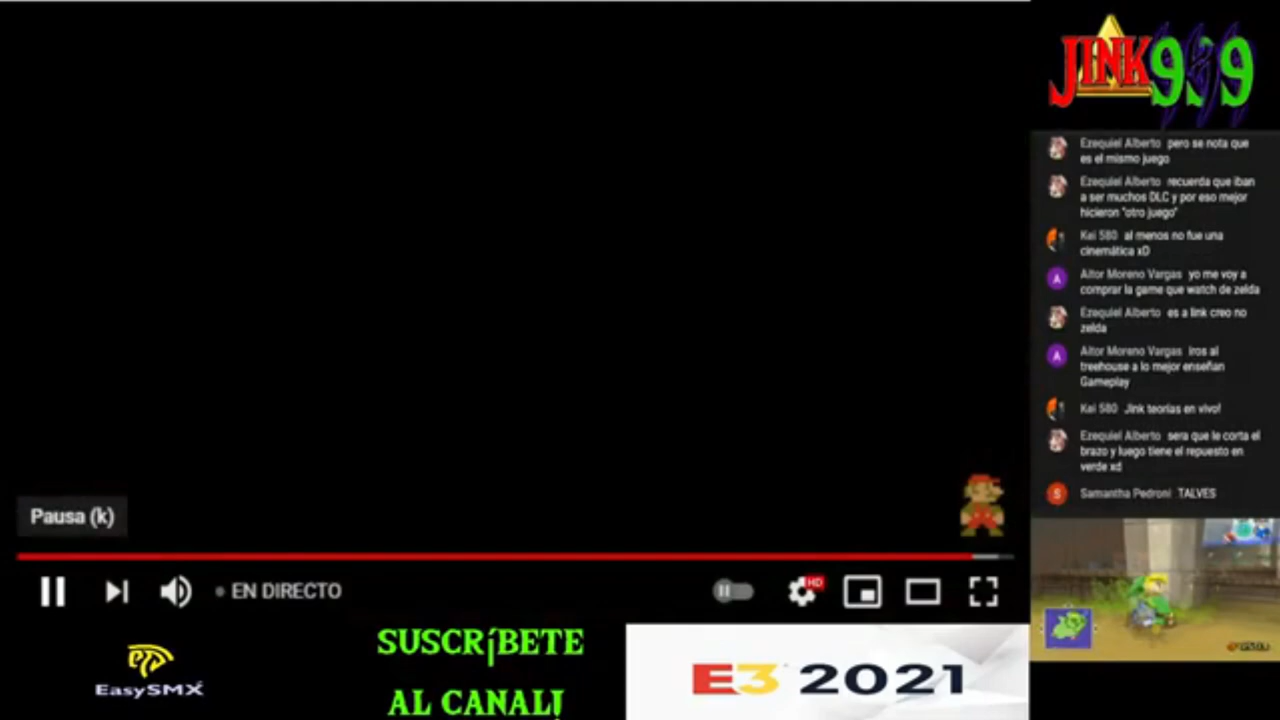 JINK999
Ezequiel Alberto pero se nota que
es el mismo juego
Ezequiel Alberto recuerda que iban
a ser muchos DLC y por eso mejor
hicieron "otro juego"
Kai 580 al menos no fue una
cinemática xD
Aitor Moreno Vargas yo me voy a
comprar la game que watch de zelda
Ezequiel Alberto es a link creo no
zelda
Aitor Moreno Vargas iros al
treehouse a lo mejor enseñan
Gameplay
Kai 580 Jink teorías en vivo!
Ezequiel Alberto sera que le corta el
brazo y luego tiene el repuesto en
verde xd
Samantha Pedroni TALVES
Pausa (k)
EN DIRECTO
HD
EasySMX
SUSCRÍBETE
AL CANAL!
E3 2021